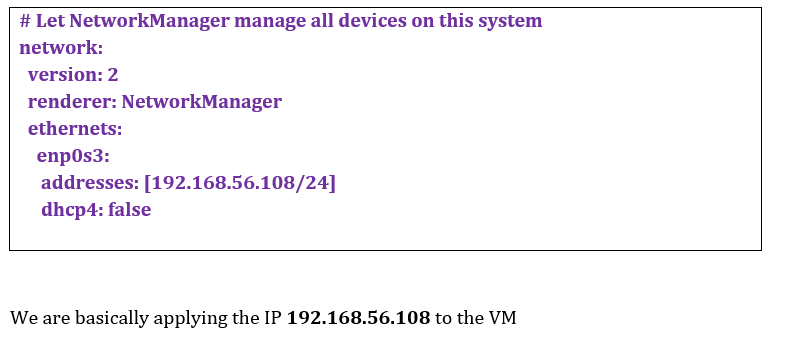 # Let NetworkManager manage all devices on this system
network:
  version: 2
  renderer: NetworkManager
  ethernets:
    enp0s3:
     addresses: [192.168.56.108/24]
     dhcp4: false
We are basically applying the IP 192.168.56.108 to the VM